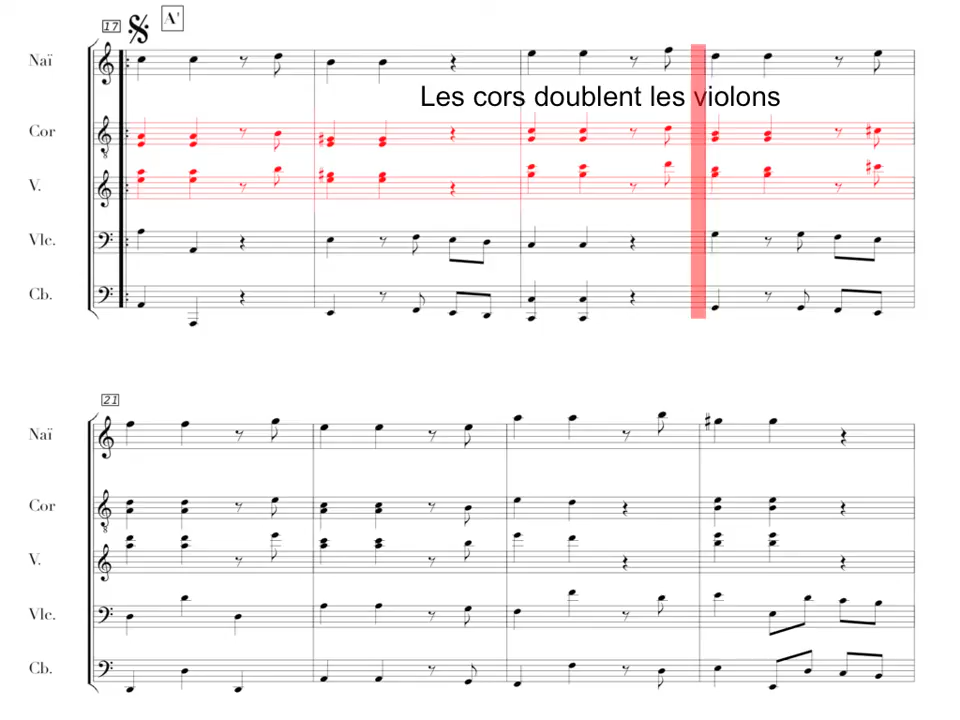 17 A'
Naï
Les cors doublent les violons
Cor
V.
Vlc.
Cb.
21
Naï
Cor
V.
Vlc.
Cb.